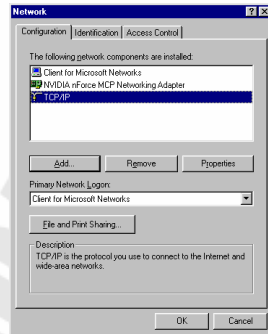 Network
Configuration Identification Access Control
The following network components are installed:
Client for Microsoft Networks
NVIDIA nForce MCP Networking Adapter
TCP/IP
Add... Remove Properties
Primary Network Logon:
Client for Microsoft Networks
File and Print Sharing...
Description
TCP/IP is the protocol you use to connect to the Internet and
wide-area networks.
OK Cancel